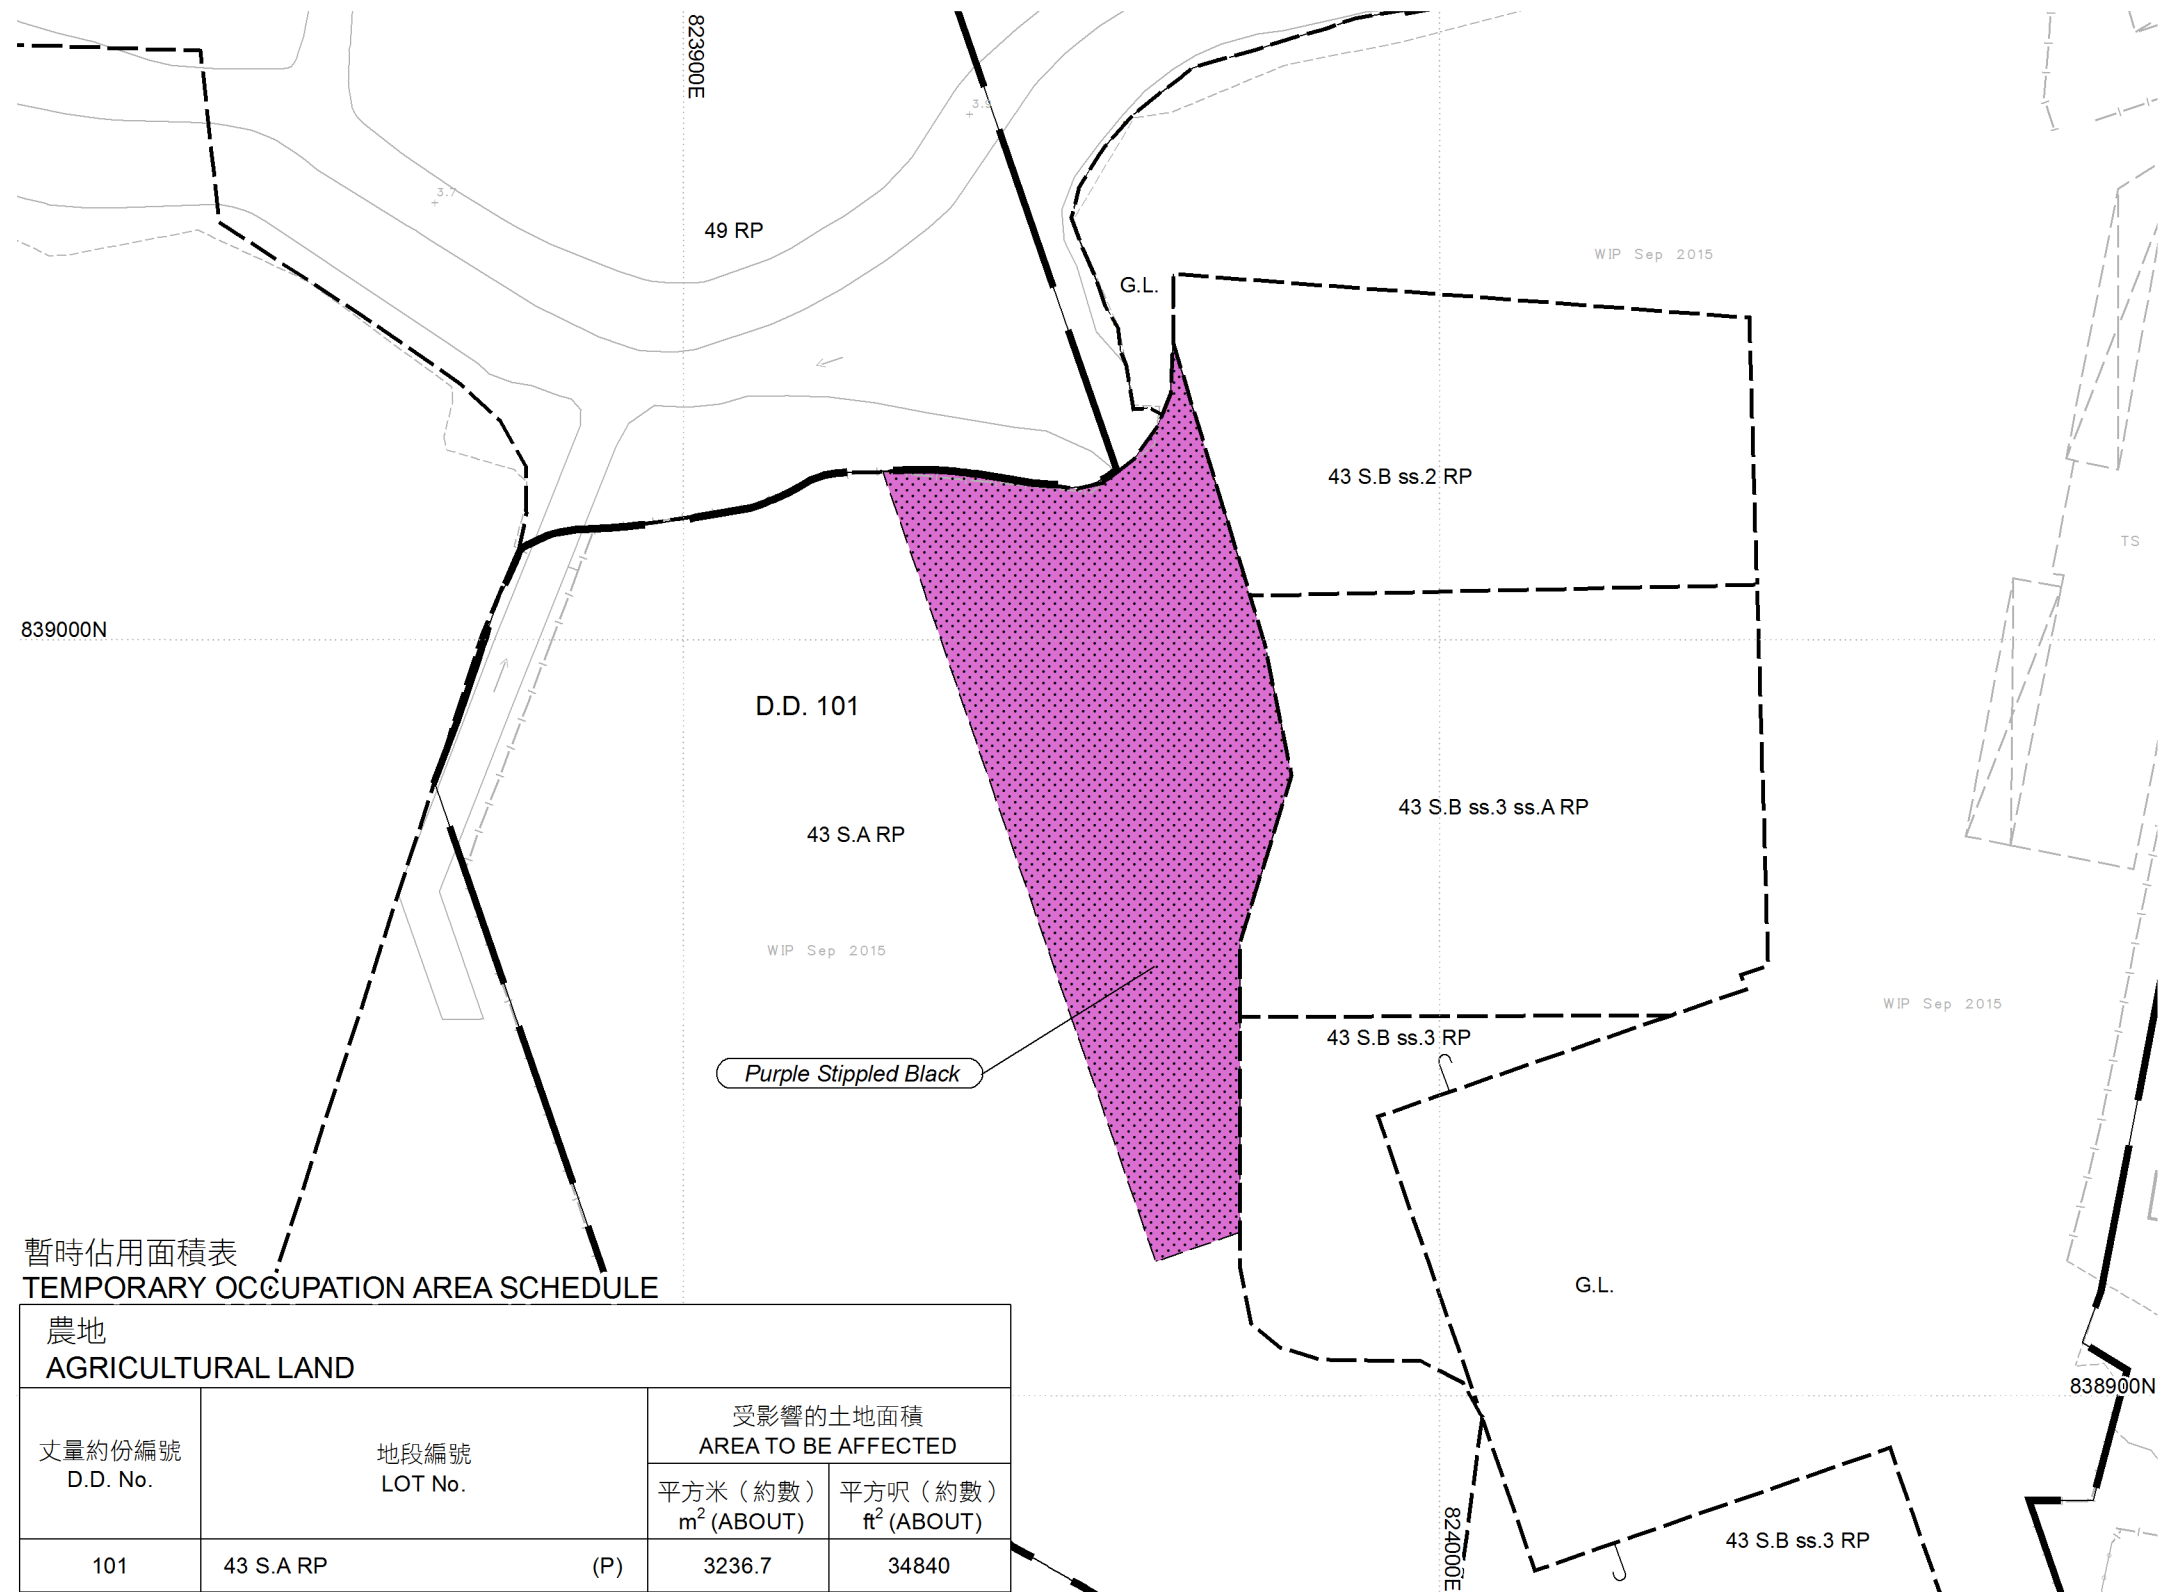 823900E
3.9
3.7
49 RP
WIP Sep 2015
G.L.
43 S.B ss.2 RP
TS
839000N
D.D. 101
43 S.B ss.3 ss.A RP
43 S.A RP
WIP Sep 2015
WIP Sep 2015
43 S.B ss.3 RP
Purple Stippled Black
G.L.
838900N
824000E
43 S.B ss.3 RP
暫時佔用面積表
TEMPORARY OCCUPATION AREA SCHEDULE
農地
AGRICULTURAL LAND
丈量約份編號
D.D. No.
地段編號
LOT No.
受影響的土地面積
AREA TO BE AFFECTED
平方米（約數）
m² (ABOUT)
平方呎（約數）
ft² (ABOUT)
101 43 S.A RP (P) 3236.7 34840